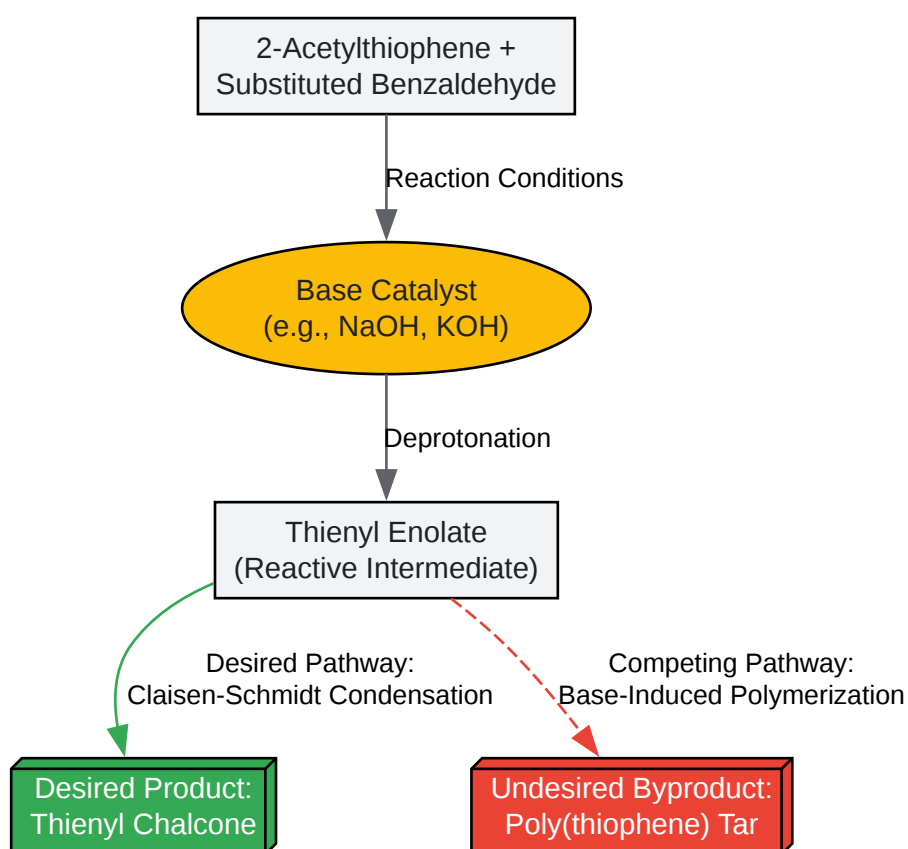 2-Acetylthiophene +
Substituted Benzaldehyde
Reaction Conditions
Base Catalyst
(e.g., NaOH, KOH)
Deprotonation
Thienyl Enolate
(Reactive Intermediate)
Desired Pathway:
Claisen-Schmidt Condensation
Competing Pathway:
Base-Induced Polymerization
Desired Product:
Thienyl Chalcone
Undesired Byproduct:
Poly(thiophene) Tar